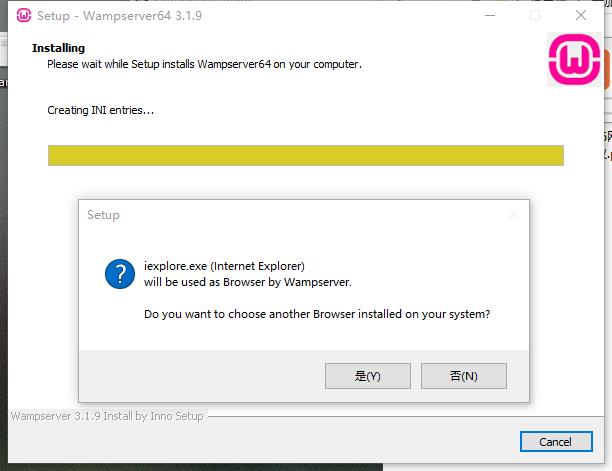 Setup - Wampserver64 3.1.9
Installing
Please wait while Setup installs Wampserver64 on your computer.
Creating INI entries...
Setup
iexplore.exe (Internet Explorer)
will be used as Browser by Wampserver.
Do you want to choose another Browser installed on your system?
是(Y) 否(N)
Wampserver 3.1.9 Install by Inno Setup
Cancel